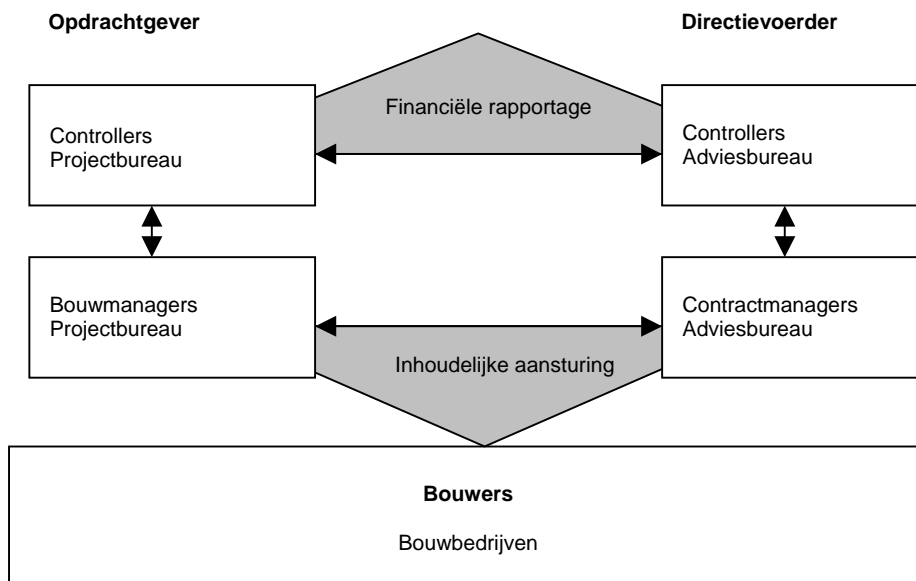 Opdrachtgever
Directievoerder
Financiële rapportage
Controllers
Projectbureau
Controllers
Adviesbureau
Bouwmanagers
Projectbureau
Contractmanagers
Adviesbureau
Inhoudelijke aansturing
Bouwers
Bouwbedrijven